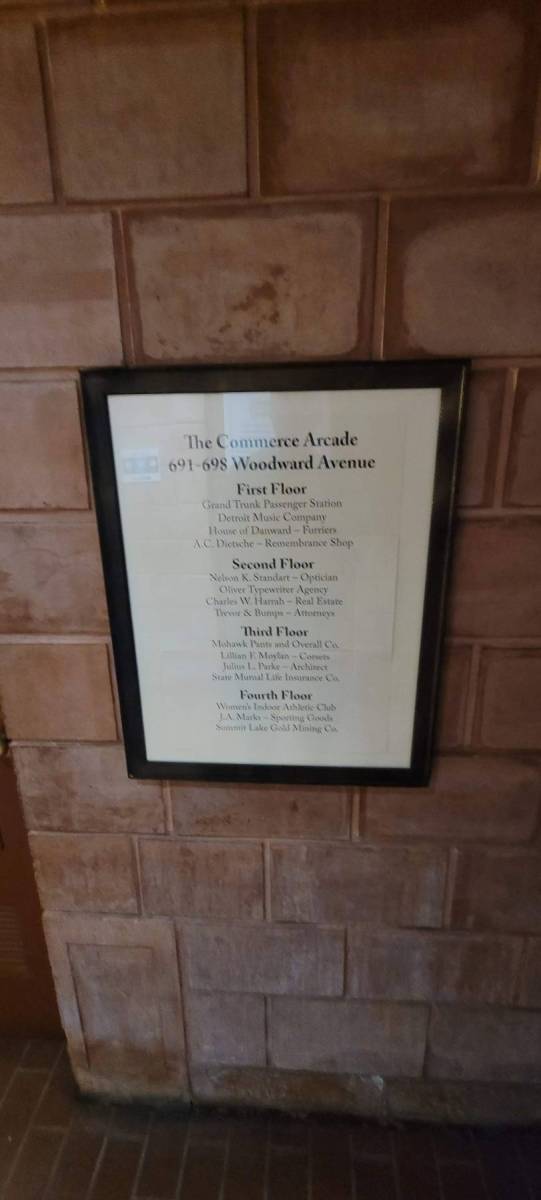 The Commerce Arcade
691-698 Woodward Avenue
First Floor
Grand Trunk Passenger Station
Detroit Music Company
House of Danward – Furriers
A.C. Dietsche – Remembrance Shop
Second Floor
Nelson K. Standart – Optician
Oliver Typewriter Agency
Charles W. Harrah – Real Estate
Trevor & Bumps – Attorneys
Third Floor
Mohawk Pants and Overall Co.
Lillian F. Moylan – Corsets
Julius L. Parke – Architect
State Mutual Life Insurance Co.
Fourth Floor
Women's Indoor Athletic Club
J.A. Marks – Sporting Goods
Summit Lake Gold Mining Co.